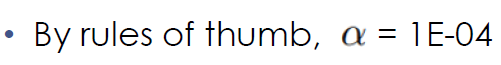 • By rules of thumb, α = 1E-04